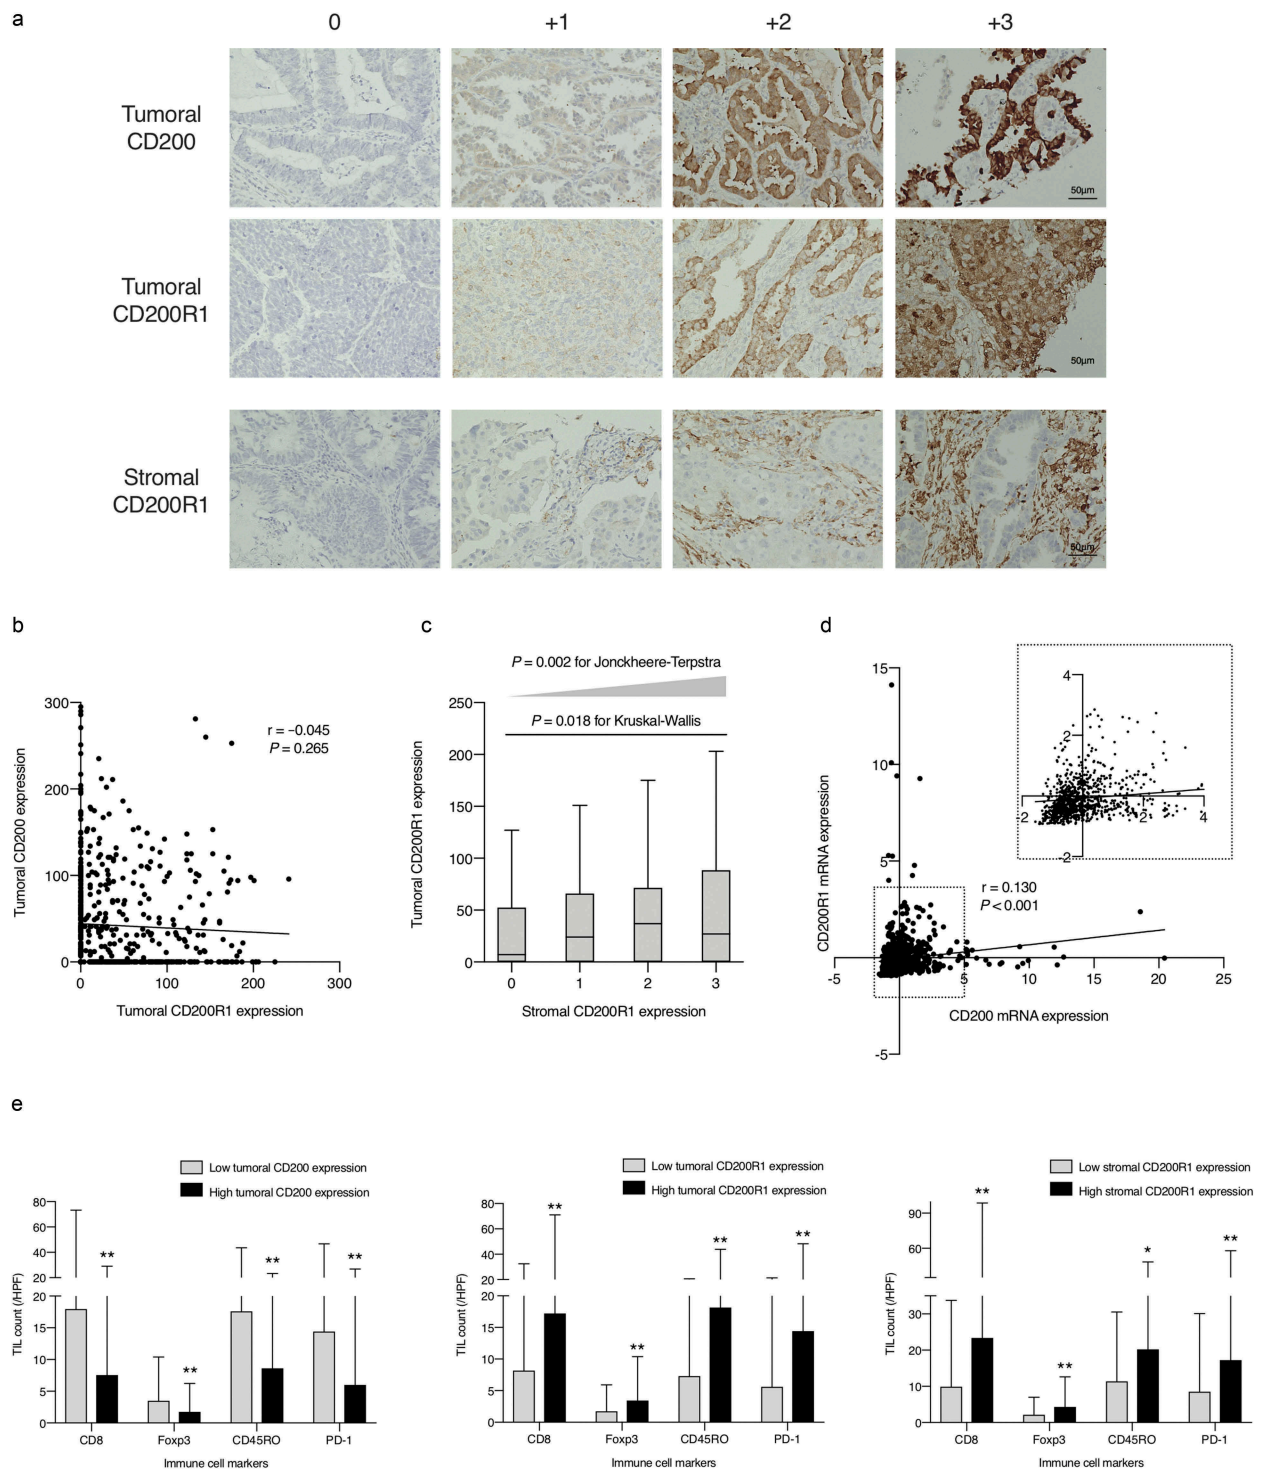 a
0 +1 +2 +3
Tumoral
CD200
50µm
Tumoral
CD200R1
50µm
Stromal
CD200R1
50µm
b
Tumoral CD200 expression
300
200
100
0
r = −0.045
P = 0.265
0 100 200 300
Tumoral CD200R1 expression
c
P = 0.002 for Jonckheere-Terpstra
P = 0.018 for Kruskal-Wallis
Tumoral CD200R1 expression
250
200
150
100
50
0
0 1 2 3
Stromal CD200R1 expression
d
CD200R1 mRNA expression
15
10
5
-5
4
2
-2
-2 2 4
r = 0.130
P < 0.001
-5 5 10 15 20 25
CD200 mRNA expression
e
Low tumoral CD200 expression
High tumoral CD200 expression
TIL count (/HPF)
80
60
40
20
20
15
10
5
0
** ** ** **
CD8 Foxp3 CD45RO PD-1
Immune cell markers
Low tumoral CD200R1 expression
High tumoral CD200R1 expression
TIL count (/HPF)
80
60
40
20
20
15
10
5
0
** ** ** **
CD8 Foxp3 CD45RO PD-1
Immune cell markers
Low stromal CD200R1 expression
High stromal CD200R1 expression
TIL count (/HPF)
90
60
30
20
10
0
** ** * **
CD8 Foxp3 CD45RO PD-1
Immune cell markers